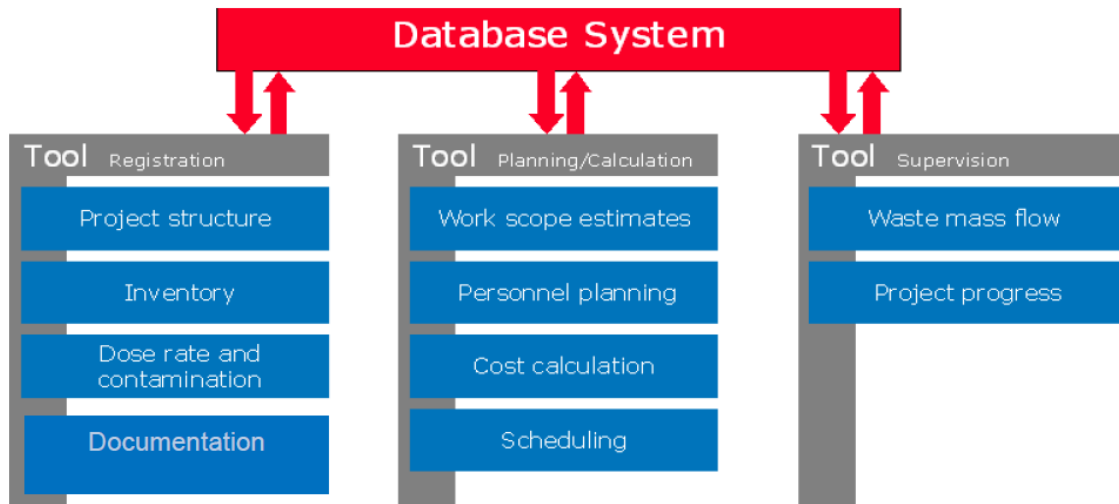 Database System
Tool Registration
Project structure
Inventory
Dose rate and
contamination
Documentation
Tool Planning/Calculation
Work scope estimates
Personnel planning
Cost calculation
Scheduling
Tool Supervision
Waste mass flow
Project progress